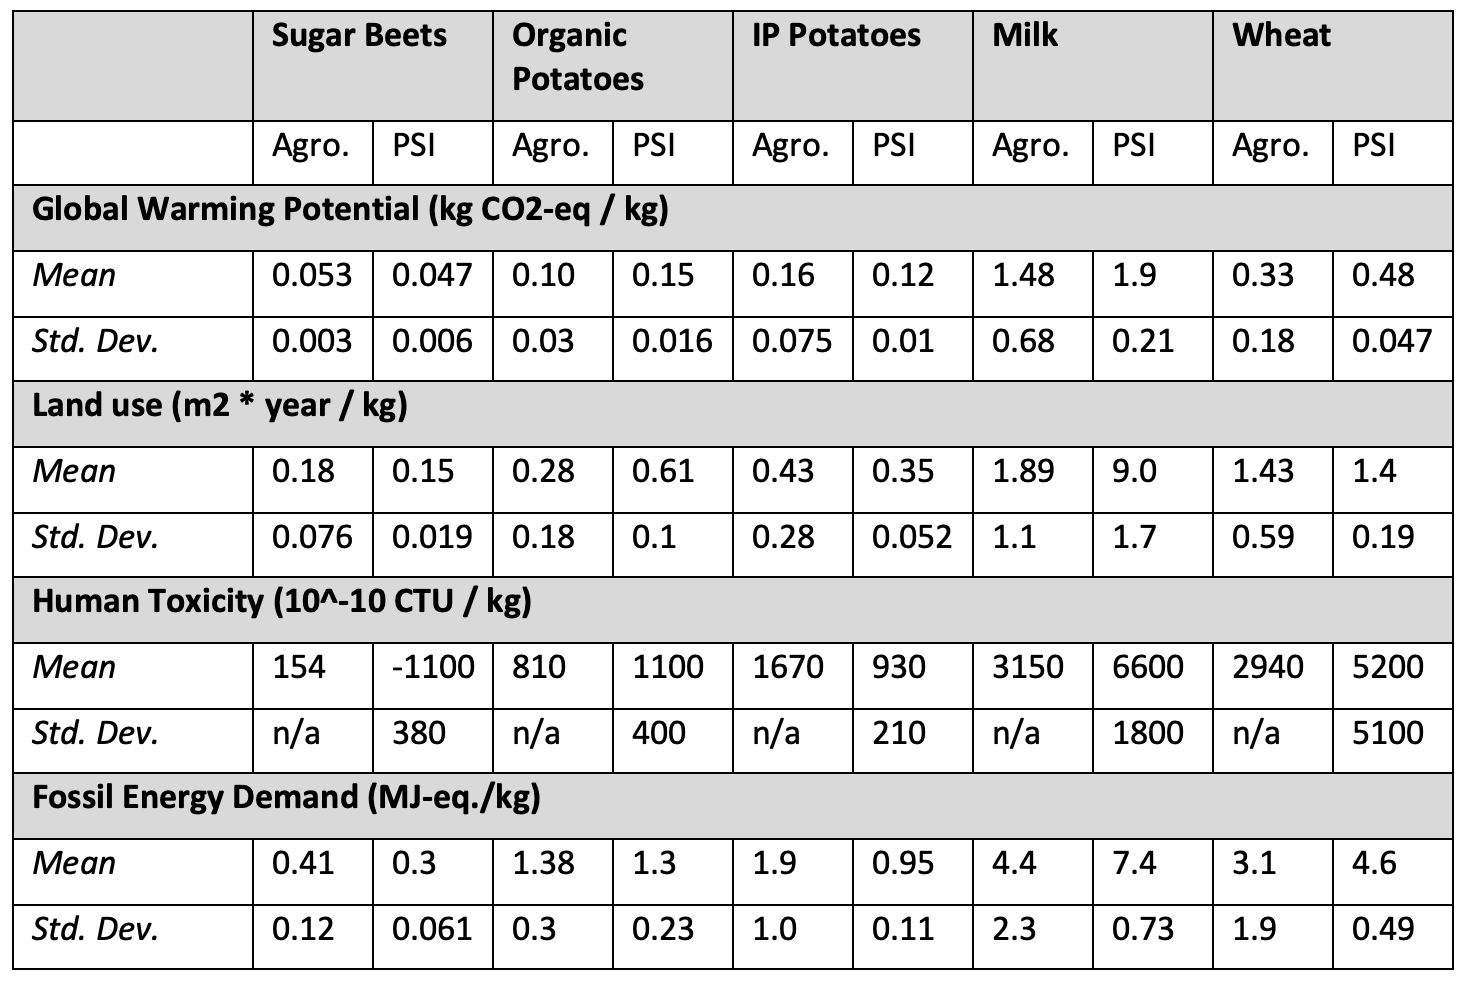 Sugar Beets Organic Potatoes IP Potatoes Milk Wheat
Agro. PSI Agro. PSI Agro. PSI Agro. PSI Agro. PSI
Global Warming Potential (kg CO2-eq / kg)
Mean 0.053 0.047 0.10 0.15 0.16 0.12 1.48 1.9 0.33 0.48
Std. Dev. 0.003 0.006 0.03 0.016 0.075 0.01 0.68 0.21 0.18 0.047
Land use (m2 * year / kg)
Mean 0.18 0.15 0.28 0.61 0.43 0.35 1.89 9.0 1.43 1.4
Std. Dev. 0.076 0.019 0.18 0.1 0.28 0.052 1.1 1.7 0.59 0.19
Human Toxicity (10^-10 CTU / kg)
Mean 154 -1100 810 1100 1670 930 3150 6600 2940 5200
Std. Dev. n/a 380 n/a 400 n/a 210 n/a 1800 n/a 5100
Fossil Energy Demand (MJ-eq./kg)
Mean 0.41 0.3 1.38 1.3 1.9 0.95 4.4 7.4 3.1 4.6
Std. Dev. 0.12 0.061 0.3 0.23 1.0 0.11 2.3 0.73 1.9 0.49